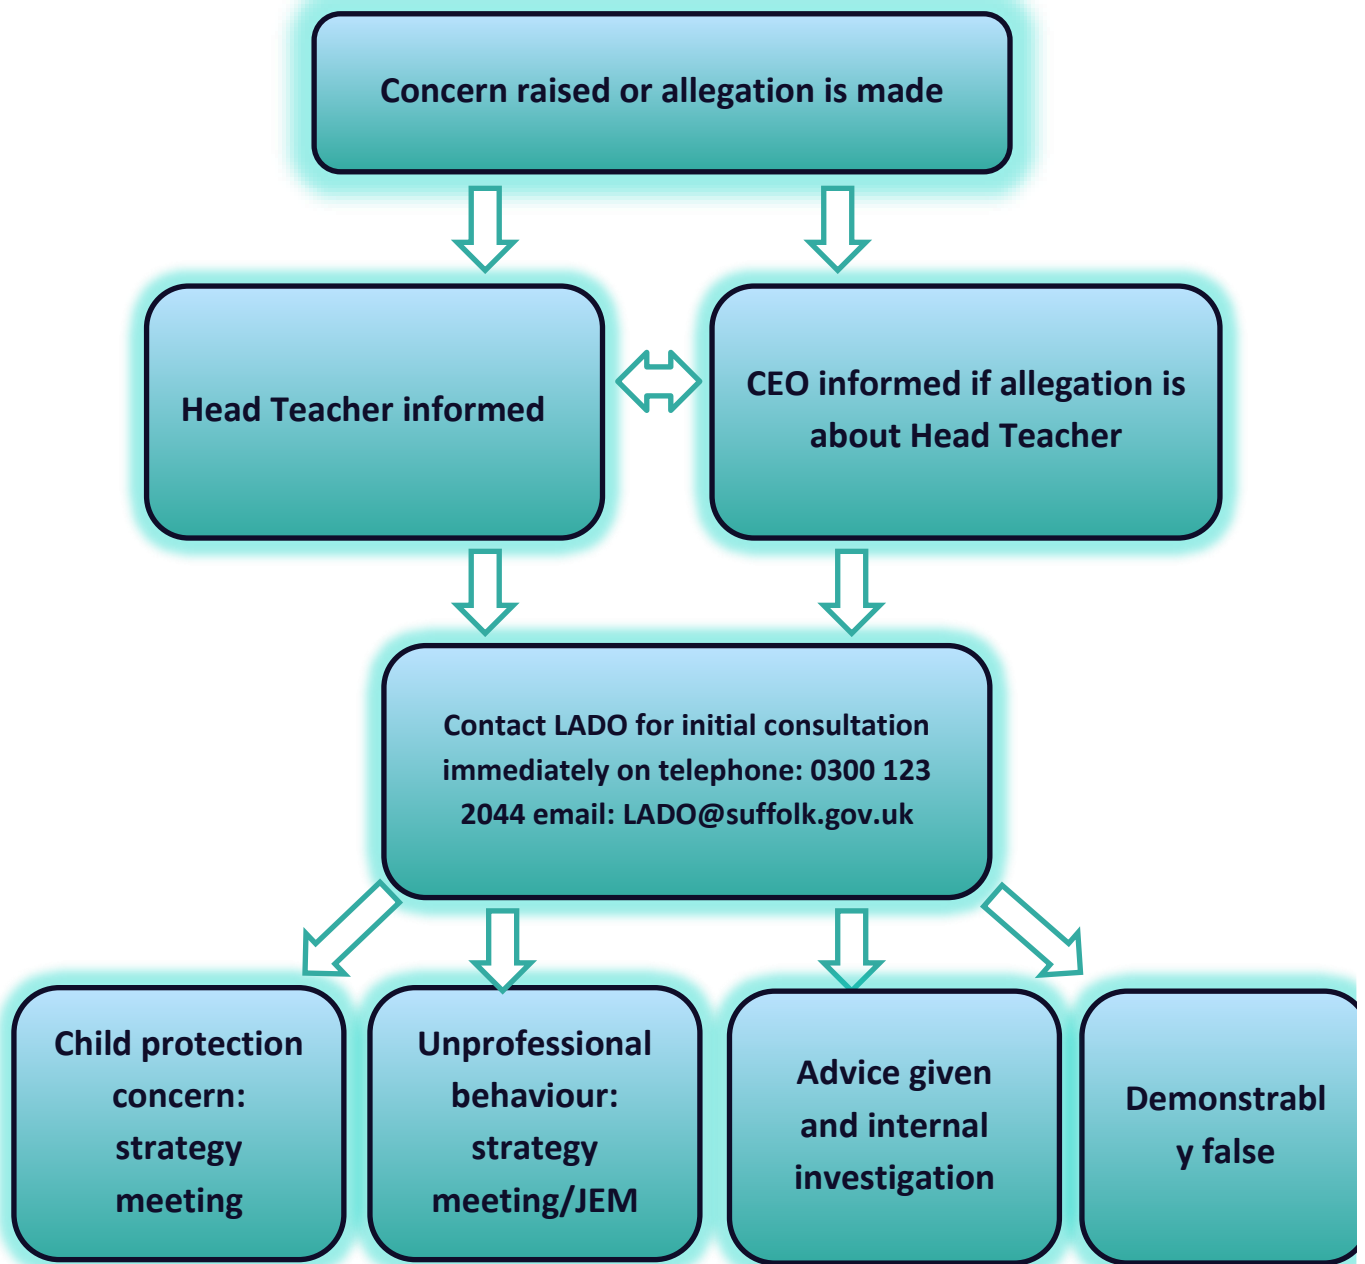 Concern raised or allegation is made
Head Teacher informed
CEO informed if allegation is
about Head Teacher
Contact LADO for initial consultation
immediately on telephone: 0300 123
2044 email: LADO@suffolk.gov.uk
Child protection
concern:
strategy
meeting
Unprofessional
behaviour:
strategy
meeting/JEM
Advice given
and internal
investigation
Demonstrabl
y false